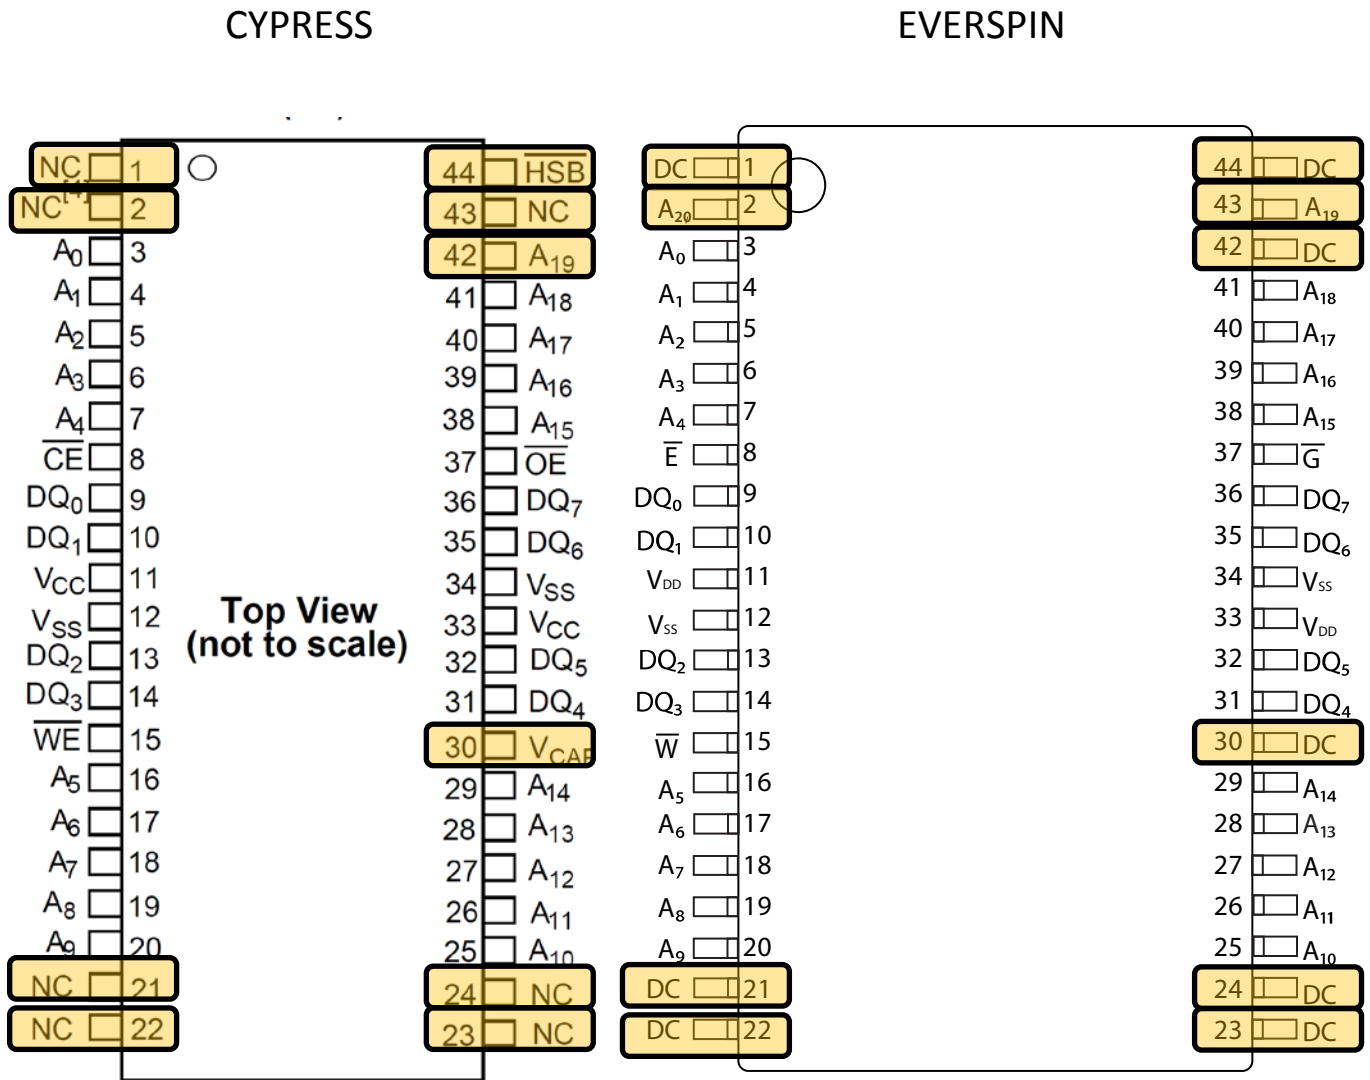 CYPRESS EVERSPIN
NC 1 44 HSB DC 1 44 DC
NC[4] 2 43 NC A20 2 43 A19
A0 3 42 A19 A0 3 42 DC
A1 4 41 A18 A1 4 41 A18
A2 5 40 A17 A2 5 40 A17
A3 6 39 A16 A3 6 39 A16
A4 7 38 A15 A4 7 38 A15
CE 8 37 OE E 8 37 G
DQ0 9 36 DQ7 DQ0 9 36 DQ7
DQ1 10 35 DQ6 DQ1 10 35 DQ6
VCC 11 34 VSS VDD 11 34 VSS
Top View
VSS 12 33 VCC VSS 12 33 VDD
(not to scale)
DQ2 13 32 DQ5 DQ2 13 32 DQ5
DQ3 14 31 DQ4 DQ3 14 31 DQ4
WE 15 30 VCAP W 15 30 DC
A5 16 29 A14 A5 16 29 A14
A6 17 28 A13 A6 17 28 A13
A7 18 27 A12 A7 18 27 A12
A8 19 26 A11 A8 19 26 A11
A9 20 25 A10 A9 20 25 A10
NC 21 24 NC DC 21 24 DC
NC 22 23 NC DC 22 23 DC